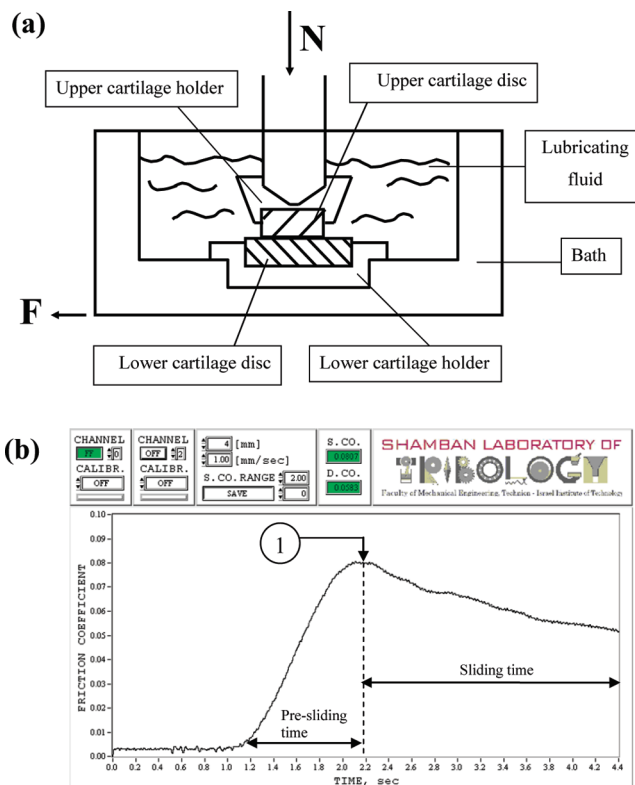 (a)
N
Upper cartilage holder
Upper cartilage disc
Lubricating
fluid
Bath
F
Lower cartilage disc
Lower cartilage holder
(b)
CHANNEL
FF 0
CALIBR.
OFF
CHANNEL
OFF 2
CALIBR.
OFF
4 [mm]
1.00 [mm/sec]
S.CO.RANGE 2.00
SAVE 0
S.CO.
0.0807
D.CO.
0.0583
SHAMBAN LABORATORY OF
TRIBOLOGY
Faculty of Mechanical Engineering, Technion - Israel Institute of Technology
FRICTION COEFFICIENT
0.10
0.09
0.08
0.07
0.06
0.05
0.04
0.03
0.02
0.01
0.00
1
Sliding time
Pre-sliding
time
0.0 0.2 0.4 0.6 0.8 1.0 1.2 1.4 1.6 1.8 2.0 2.2 2.4 2.6 2.8 3.0 3.2 3.4 3.6 3.8 4.0 4.2 4.4
TIME, sec